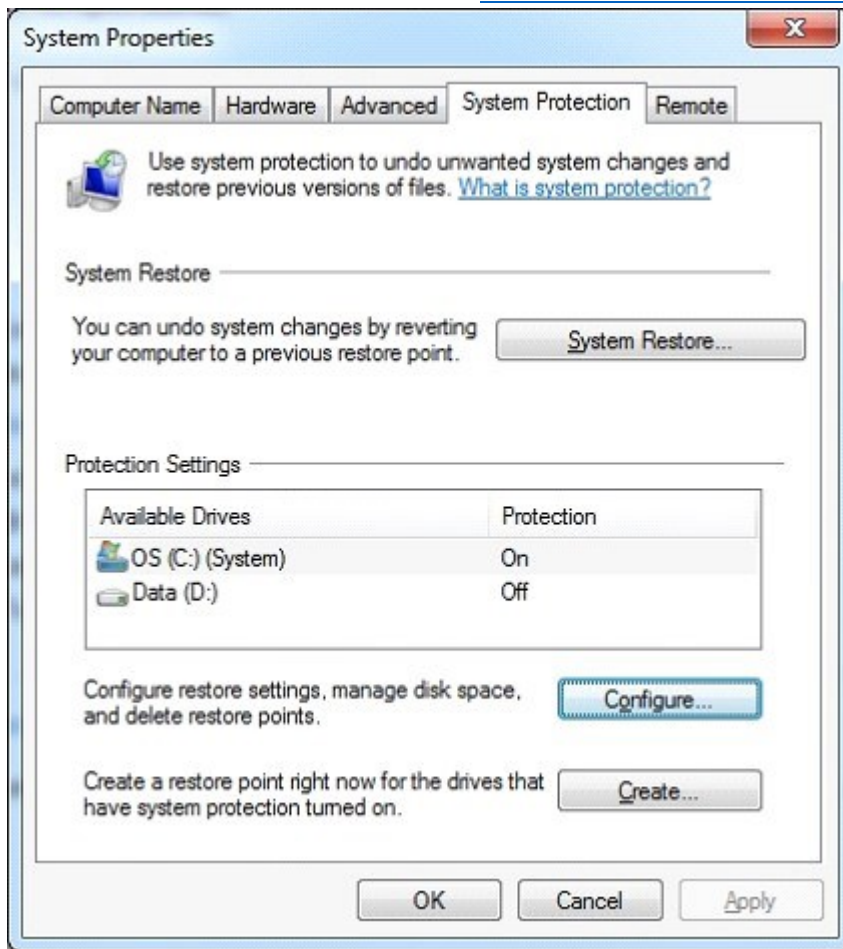 System Properties
Computer Name Hardware Advanced System Protection Remote
Use system protection to undo unwanted system changes and
restore previous versions of files. What is system protection?
System Restore
You can undo system changes by reverting
your computer to a previous restore point.
System Restore...
Protection Settings
Available Drives Protection
OS (C:) (System) On
Data (D:) Off
Configure restore settings, manage disk space,
and delete restore points.
Configure...
Create a restore point right now for the drives that
have system protection turned on.
Create...
OK Cancel Apply